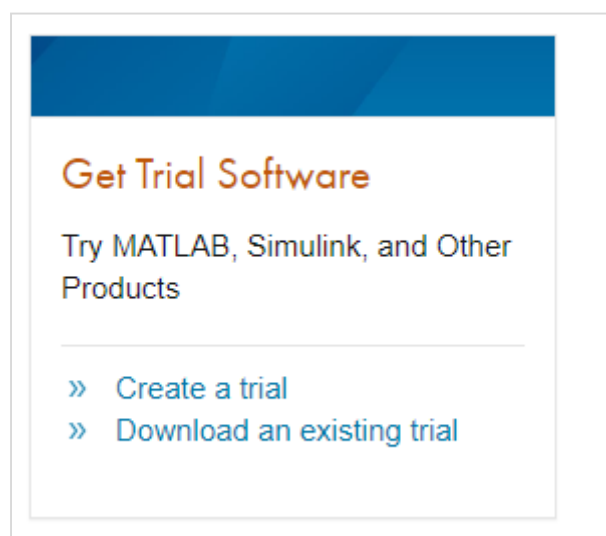 Get Trial Software
Try MATLAB, Simulink, and Other
Products
» Create a trial
» Download an existing trial